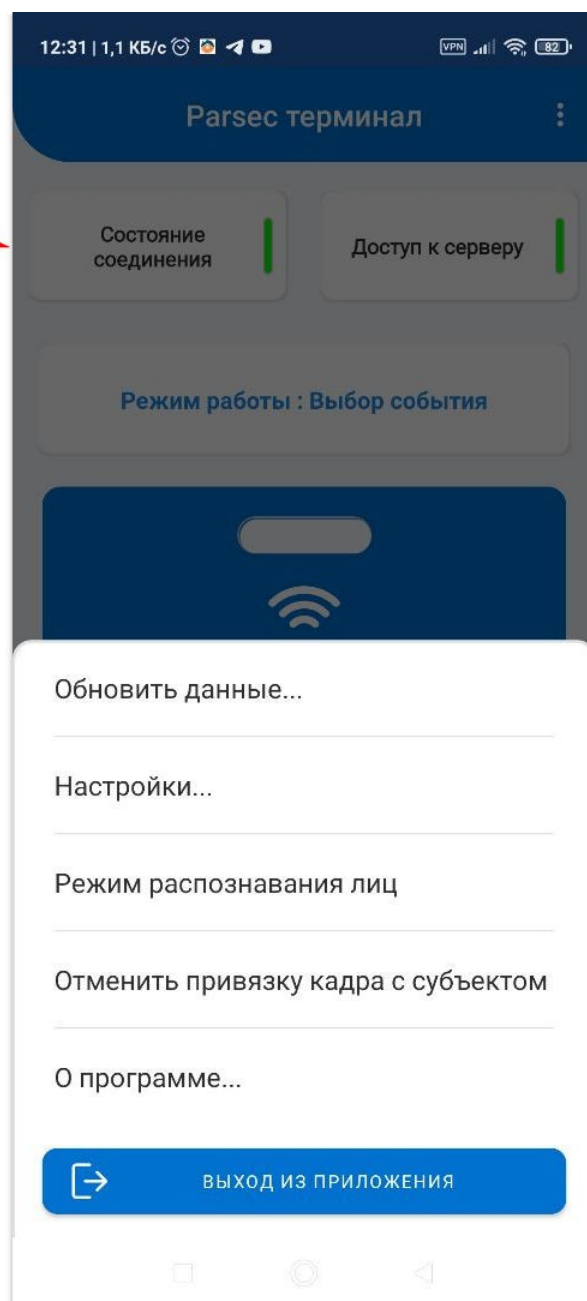 12:31 | 1,1 КБ/с VPN 82
Parsec терминал
Состояние
соединения
Доступ к серверу
Режим работы : Выбор события
Обновить данные...
Настройки...
Режим распознавания лиц
Отменить привязку кадра с субъектом
О программе...
ВЫХОД ИЗ ПРИЛОЖЕНИЯ